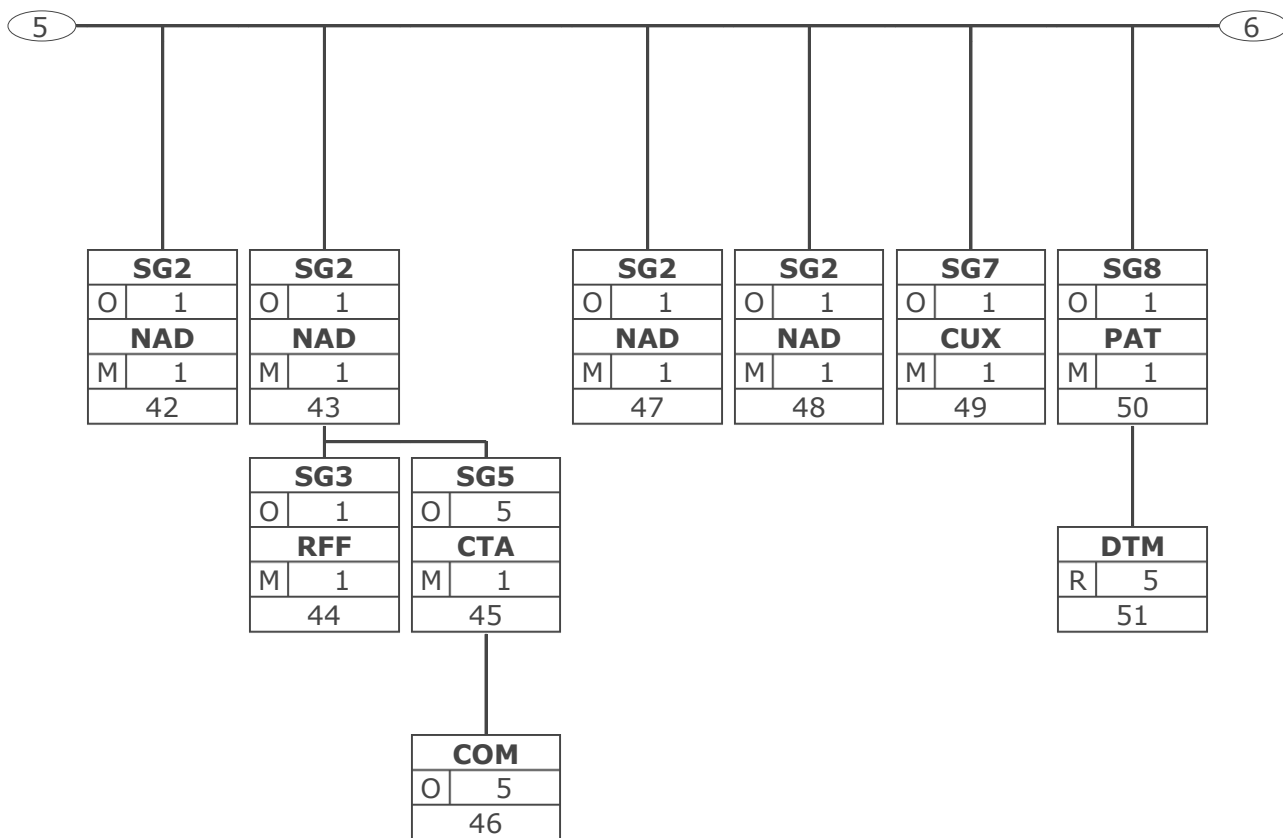 5 6
SG2 SG2 SG2 SG2 SG7 SG8
O 1 O 1 O 1 O 1 O 1 O 1
NAD NAD NAD NAD CUX PAT
M 1 M 1 M 1 M 1 M 1 M 1
42 43 47 48 49 50
SG3 SG5
O 1 O 5
RFF CTA DTM
M 1 M 1 R 5
44 45 51
COM
O 5
46